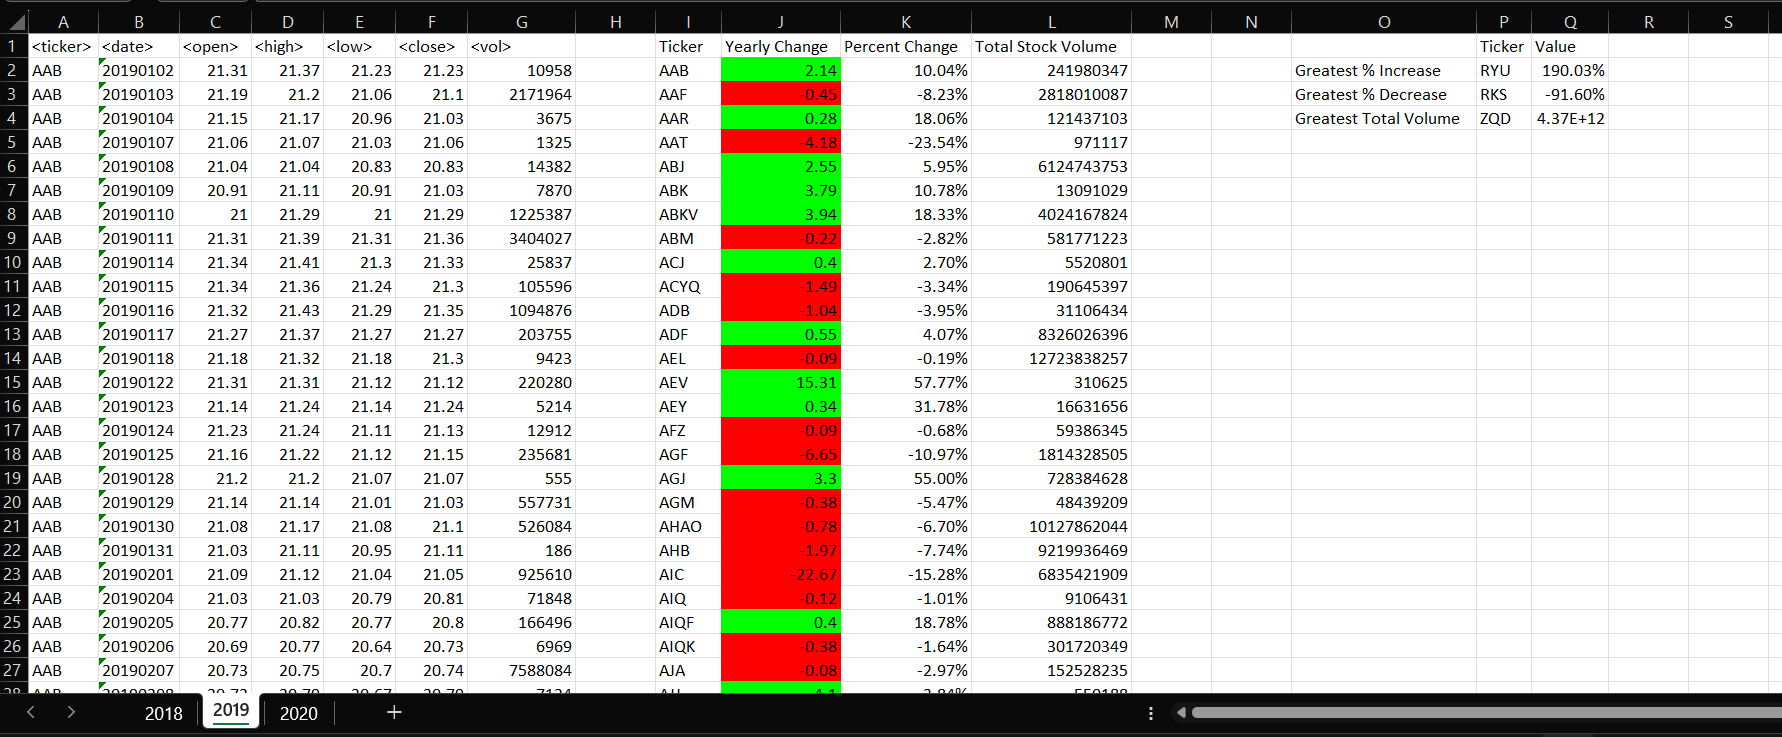 A B C D E F G H I J K L M N O P Q R S
1 <ticker> <date> <open> <high> <low> <close> <vol> Ticker Yearly Change Percent Change Total Stock Volume Ticker Value
2 AAB 20190102 21.31 21.37 21.23 21.23 10958 AAB 2.14 10.04% 241980347 Greatest % Increase RYU 190.03%
3 AAB 20190103 21.19 21.2 21.06 21.1 2171964 AAF -0.45 -8.23% 2818010087 Greatest % Decrease RKS -91.60%
4 AAB 20190104 21.15 21.17 20.96 21.03 3675 AAR 0.28 18.06% 121437103 Greatest Total Volume ZQD 4.37E+12
5 AAB 20190107 21.06 21.07 21.03 21.06 1325 AAT -4.18 -23.54% 971117
6 AAB 20190108 21.04 21.04 20.83 20.83 14382 ABJ 2.55 5.95% 6124743753
7 AAB 20190109 20.91 21.11 20.91 21.03 7870 ABK 3.79 10.78% 13091029
8 AAB 20190110 21 21.29 21 21.29 1225387 ABKV 3.94 18.33% 4024167824
9 AAB 20190111 21.31 21.39 21.31 21.36 3404027 ABM -0.22 -2.82% 581771223
10 AAB 20190114 21.34 21.41 21.3 21.33 25837 ACJ 0.4 2.70% 5520801
11 AAB 20190115 21.34 21.36 21.24 21.3 105596 ACYQ -1.49 -3.34% 190645397
12 AAB 20190116 21.32 21.43 21.29 21.35 1094876 ADB -1.04 -3.95% 31106434
13 AAB 20190117 21.27 21.37 21.27 21.27 203755 ADF 0.55 4.07% 8326026396
14 AAB 20190118 21.18 21.32 21.18 21.3 9423 AEL -0.09 -0.19% 12723838257
15 AAB 20190122 21.31 21.31 21.12 21.12 220280 AEV 15.31 57.77% 310625
16 AAB 20190123 21.14 21.24 21.14 21.24 5214 AEY 0.34 31.78% 16631656
17 AAB 20190124 21.23 21.24 21.11 21.13 12912 AFZ -0.09 -0.68% 59386345
18 AAB 20190125 21.16 21.22 21.12 21.15 235681 AGF -6.65 -10.97% 1814328505
19 AAB 20190128 21.2 21.2 21.07 21.07 555 AGJ 3.3 55.00% 728384628
20 AAB 20190129 21.14 21.14 21.01 21.03 557731 AGM -0.38 -5.47% 48439209
21 AAB 20190130 21.08 21.17 21.08 21.1 526084 AHAO -0.78 -6.70% 10127862044
22 AAB 20190131 21.03 21.11 20.95 21.11 186 AHB -1.97 -7.74% 9219936469
23 AAB 20190201 21.09 21.12 21.04 21.05 925610 AIC -22.67 -15.28% 6835421909
24 AAB 20190204 21.03 21.03 20.79 20.81 71848 AIQ -0.12 -1.01% 9106431
25 AAB 20190205 20.77 20.82 20.77 20.8 166496 AIQF 0.4 18.78% 888186772
26 AAB 20190206 20.69 20.77 20.64 20.73 6969 AIQK -0.38 -1.64% 301720349
27 AAB 20190207 20.73 20.75 20.7 20.74 7588084 AJA -0.08 -2.97% 152528235
2018 2019 2020